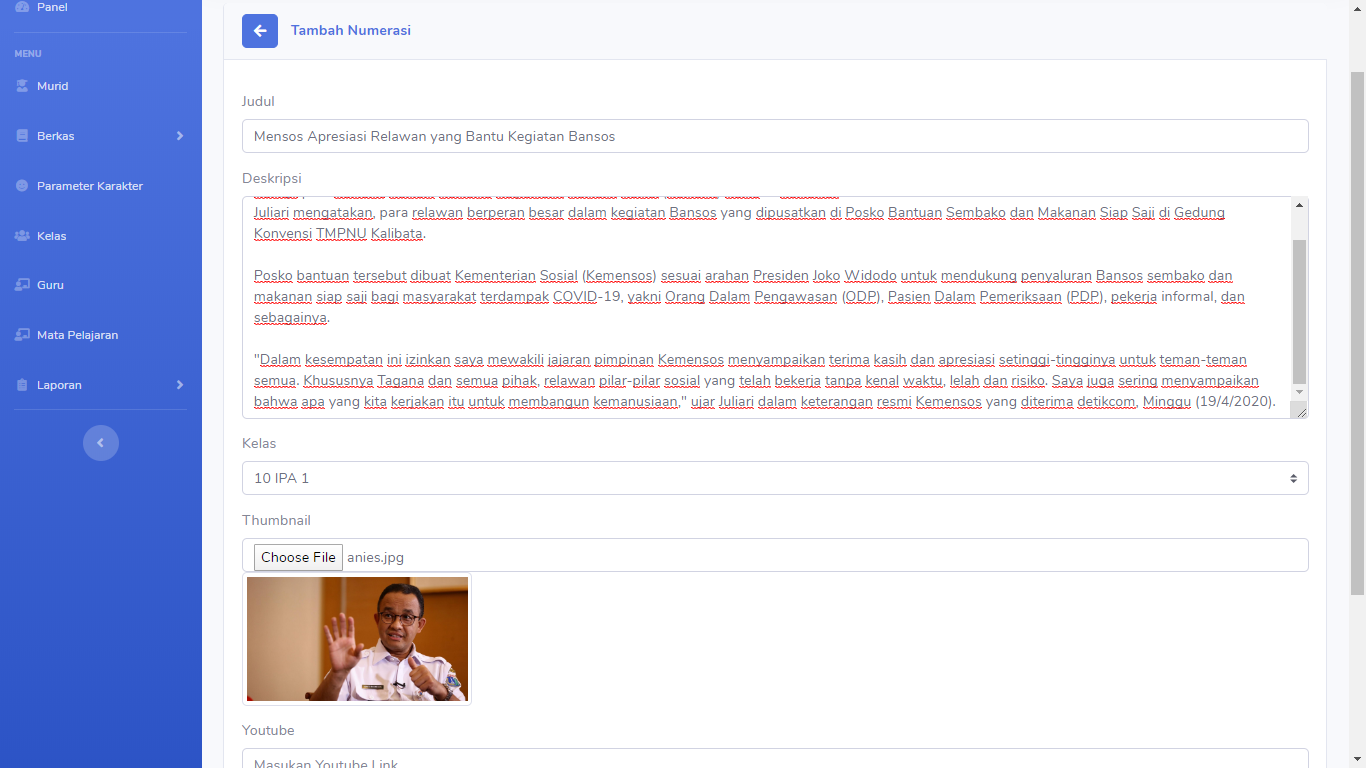 Panel
MENU
Murid
Berkas
Parameter Karakter
Kelas
Guru
Mata Pelajaran
Laporan
Tambah Numerasi
Judul
Mensos Apresiasi Relawan yang Bantu Kegiatan Bansos
Deskripsi
Juliari mengatakan, para relawan berperan besar dalam kegiatan Bansos yang dipusatkan di Posko Bantuan Sembako dan Makanan Siap Saji di Gedung
Konvensi TMPNU Kalibata.
Posko bantuan tersebut dibuat Kementerian Sosial (Kemensos) sesuai arahan Presiden Joko Widodo untuk mendukung penyaluran Bansos sembako dan
makanan siap saji bagi masyarakat terdampak COVID-19, yakni Orang Dalam Pengawasan (ODP), Pasien Dalam Pemeriksaan (PDP), pekerja informal, dan
sebagainya.
"Dalam kesempatan ini izinkan saya mewakili jajaran pimpinan Kemensos menyampaikan terima kasih dan apresiasi setinggi-tingginya untuk teman-teman
semua. Khususnya Tagana dan semua pihak, relawan pilar-pilar sosial yang telah bekerja tanpa kenal waktu, lelah dan risiko. Saya juga sering menyampaikan
bahwa apa yang kita kerjakan itu untuk membangun kemanusiaan," ujar Juliari dalam keterangan resmi Kemensos yang diterima detikcom, Minggu (19/4/2020).
Kelas
10 IPA 1
Thumbnail
Choose File anies.jpg
Youtube
Masukan Youtube Link